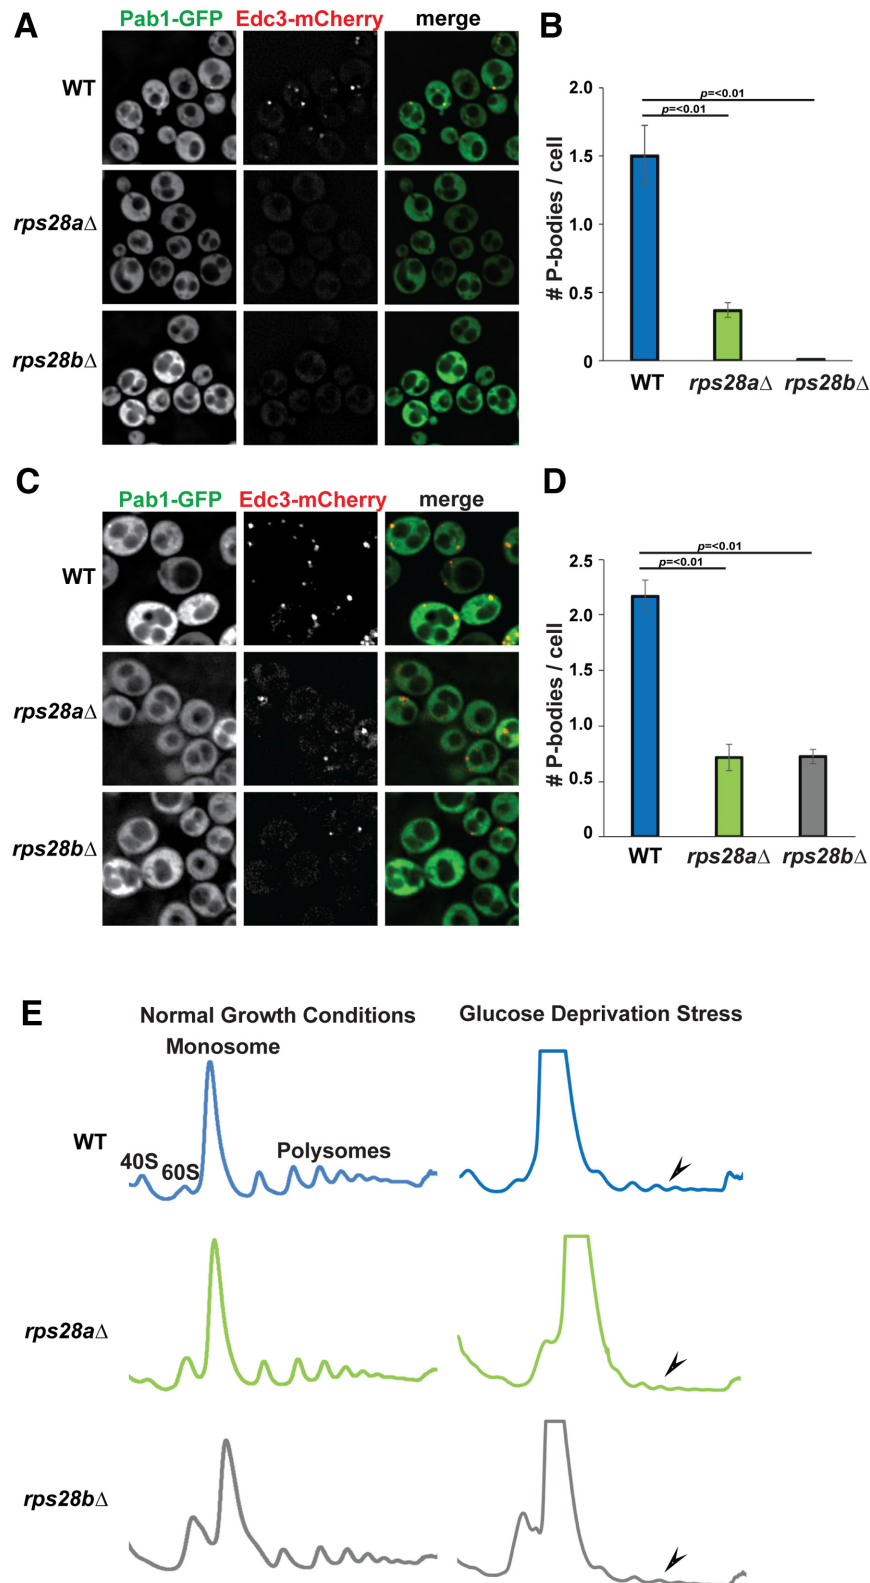 A
Pab1-GFP Edc3-mCherry merge
WT
rps28aΔ
rps28bΔ
B
# P-bodies / cell
2.0
1.5
1.0
0.5
0
p=<0.01
p=<0.01
WT rps28aΔ rps28bΔ
C
Pab1-GFP Edc3-mCherry merge
WT
rps28aΔ
rps28bΔ
D
# P-bodies / cell
2.5
2.0
1.5
1.0
0.5
0
p=<0.01
p=<0.01
WT rps28aΔ rps28bΔ
E
Normal Growth Conditions Glucose Deprivation Stress
Monosome
WT
40S 60S Polysomes
rps28aΔ
rps28bΔ